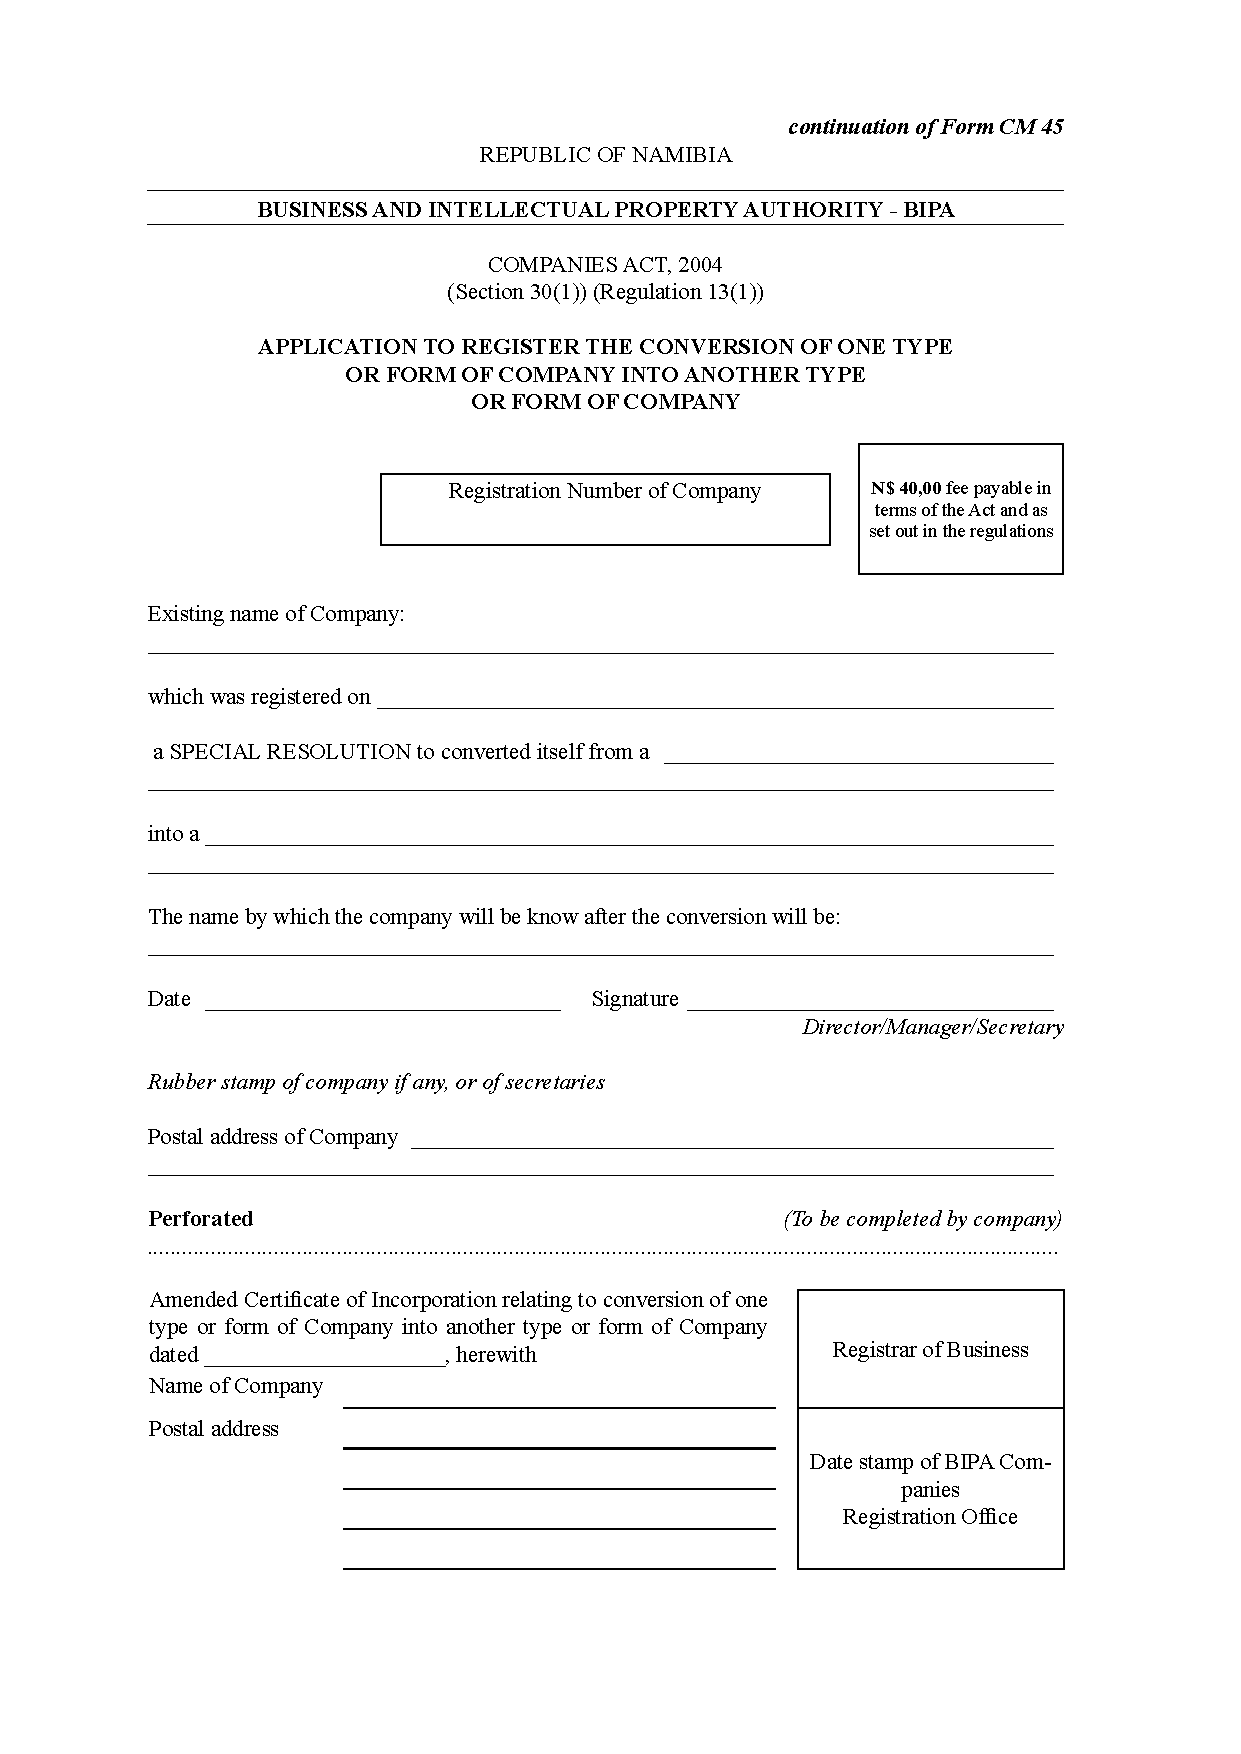 continuation of Form CM 45
REPUBLIC OF NAMIBIA
BUSINESS AND INTELLECTUAL PROPERTY AUTHORITY - BIPA
COMPANIES ACT, 2004
(Section 30(1)) (Regulation 13(1))
APPLICATION TO REGISTER THE CONVERSION OF ONE TYPE
OR FORM OF COMPANY INTO ANOTHER TYPE
OR FORM OF COMPANY
Registration Number of Company
N$ 40,00 fee payable in
terms of the Act and as
set out in the regulations
Existing name of Company:
which was registered on
a SPECIAL RESOLUTION to converted itself from a
into a
The name by which the company will be know after the conversion will be:
Date Signature
Director/Manager/Secretary
Rubber stamp of company if any, or of secretaries
Postal address of Company
Perforated (To be completed by company)
Amended Certificate of Incorporation relating to conversion of one
type or form of Company into another type or form of Company
dated ______________________, herewith
Name of Company
Postal address
Registrar of Business
Date stamp of BIPA Com-
panies
Registration Office